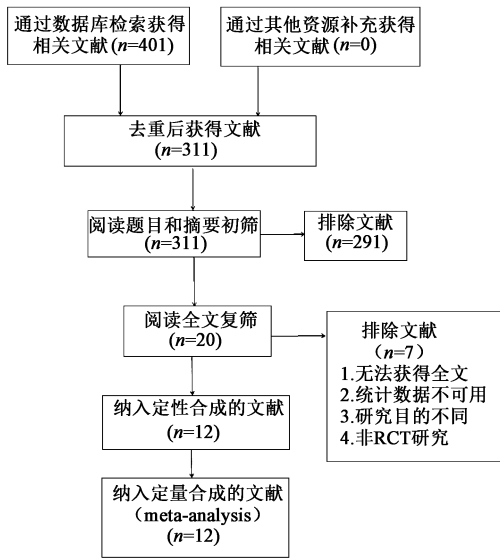 通过数据库检索获得
相关文献 (n=401)
通过其他资源补充获得
相关文献 (n=0)
去重后获得文献
(n=311)
阅读题目和摘要初筛
(n=311)
排除文献
(n=291)
阅读全文复筛
(n=20)
排除文献
（n=7）
1.无法获得全文
2.统计数据不可用
3.研究目的不同
4.非RCT研究
纳入定性合成的文献
(n=12)
纳入定量合成的文献
（meta-analysis）
(n=12)